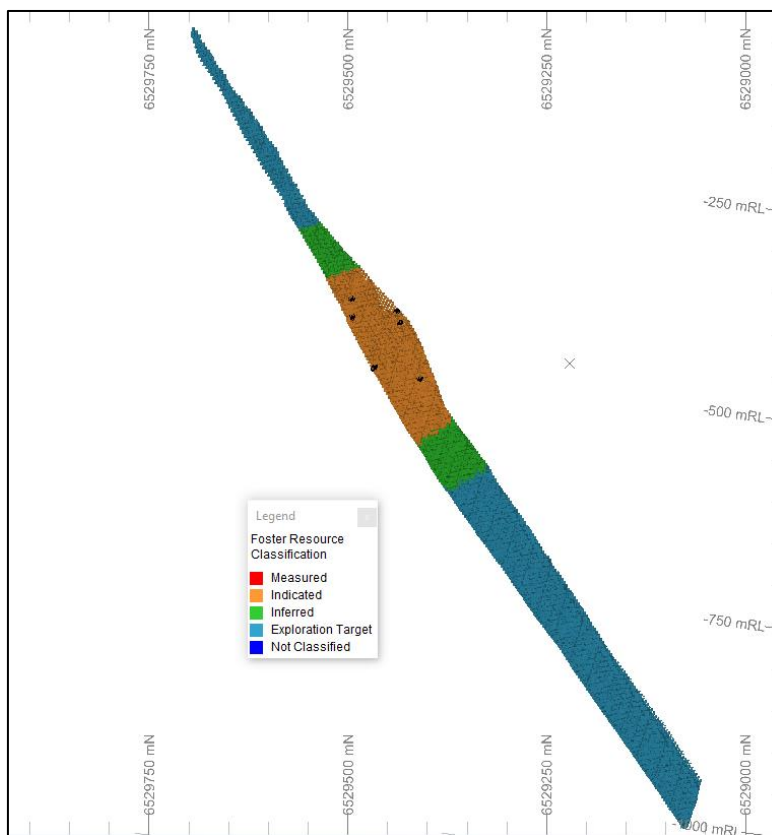 6529750 mN
6529500 mN
6529250 mN
6529000 mN
-250 mRL
-500 mRL
Legend
Foster Resource
Classification
Measured
Indicated
Inferred
Exploration Target
Not Classified
-750 mRL
6529750 mN
6529500 mN
6529250 mN
6529000 mN
-1000 mRL